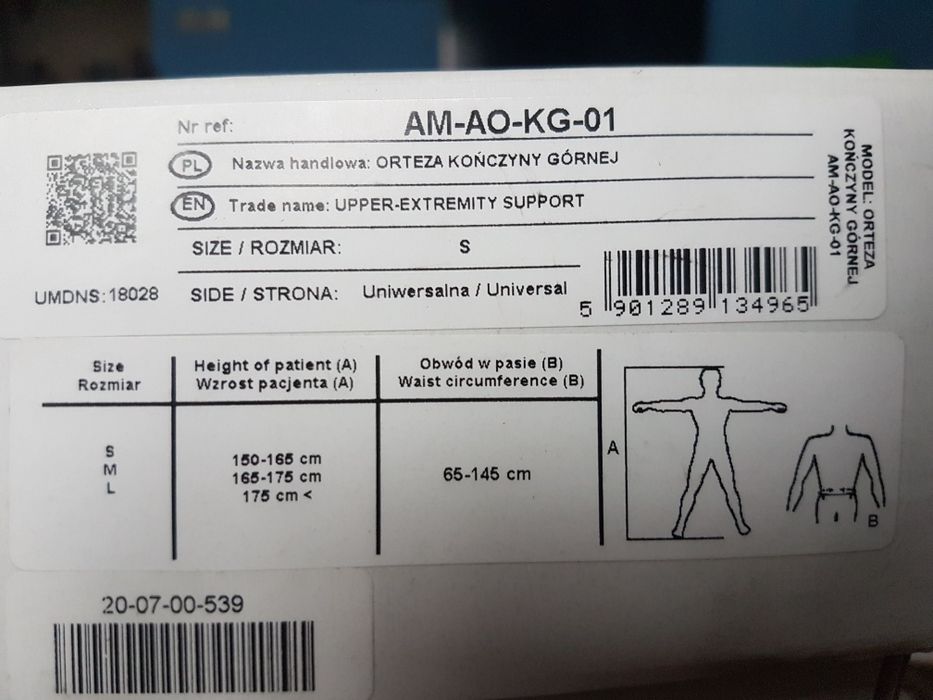 Nr ref: AM-AO-KG-01
PL Nazwa handlowa: ORTEZA KOŃCZYNY GÓRNEJ
EN Trade name: UPPER-EXTREMITY SUPPORT
SIZE / ROZMIAR: S
UMDNS:18028 SIDE / STRONA: Uniwersalna / Universal
5 901289 134965
MODEL: ORTEZA
KOŃCZYNY GÓRNEJ
AM-AO-KG-01
Size
Rozmiar
Height of patient (A)
Wzrost pacjenta (A)
Obwód w pasie (B)
Waist circumference (B)
S
M
L
150-165 cm
165-175 cm
175 cm <
65-145 cm
A
B
20-07-00-539